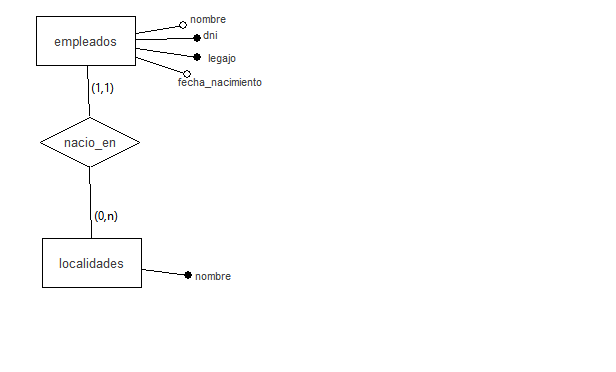 nombre
empleados
dni
legajo
fecha_nacimiento
(1,1)
nacio_en
(0,n)
localidades
nombre